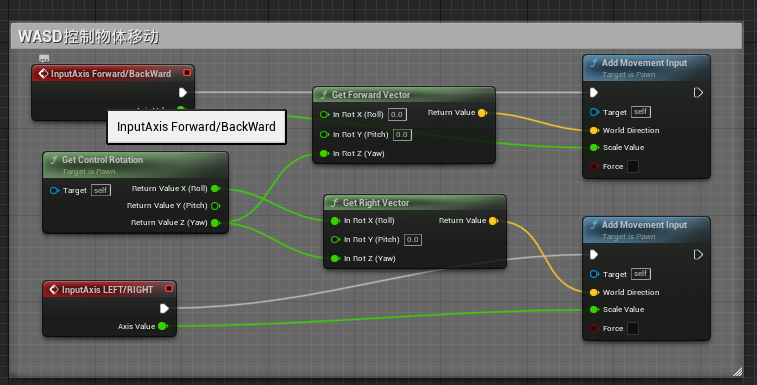 WASD控制物体移动
InputAxis Forward/BackWard
InputAxis Forward/BackWard
Get Control Rotation
Target is Pawn
Target self
Return Value X (Roll)
Return Value Y (Pitch)
Return Value Z (Yaw)
InputAxis LEFT/RIGHT
Axis Value
Get Forward Vector
In Rot X (Roll) 0.0
Return Value
In Rot Y (Pitch) 0.0
In Rot Z (Yaw)
Get Right Vector
In Rot X (Roll)
Return Value
In Rot Y (Pitch) 0.0
In Rot Z (Yaw)
Add Movement Input
Target is Pawn
Target self
World Direction
Scale Value
Force
Add Movement Input
Target is Pawn
Target self
World Direction
Scale Value
Force